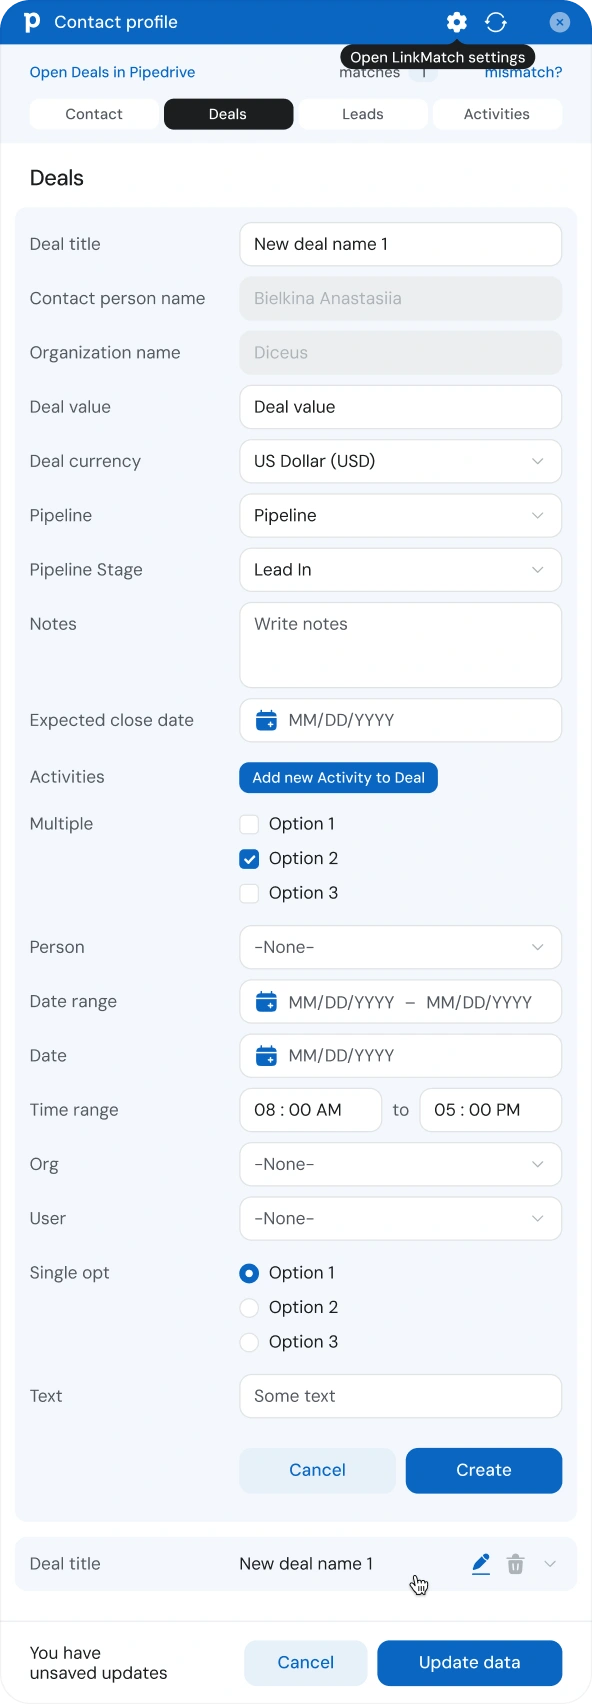 p Contact profile
Open LinkMatch settings
Open Deals in Pipedrive matches 1 mismatch?
Contact Deals Leads Activities
Deals
Deal title New deal name 1
Contact person name Bielkina Anastasiia
Organization name Diceus
Deal value Deal value
Deal currency US Dollar (USD)
Pipeline Pipeline
Pipeline Stage Lead In
Notes Write notes
Expected close date MM/DD/YYYY
Activities Add new Activity to Deal
Multiple Option 1
Option 2
Option 3
Person -None-
Date range MM/DD/YYYY – MM/DD/YYYY
Date MM/DD/YYYY
Time range 08 : 00 AM to 05 : 00 PM
Org -None-
User -None-
Single opt Option 1
Option 2
Option 3
Text Some text
Cancel Create
Deal title New deal name 1
You have
unsaved updates Cancel Update data